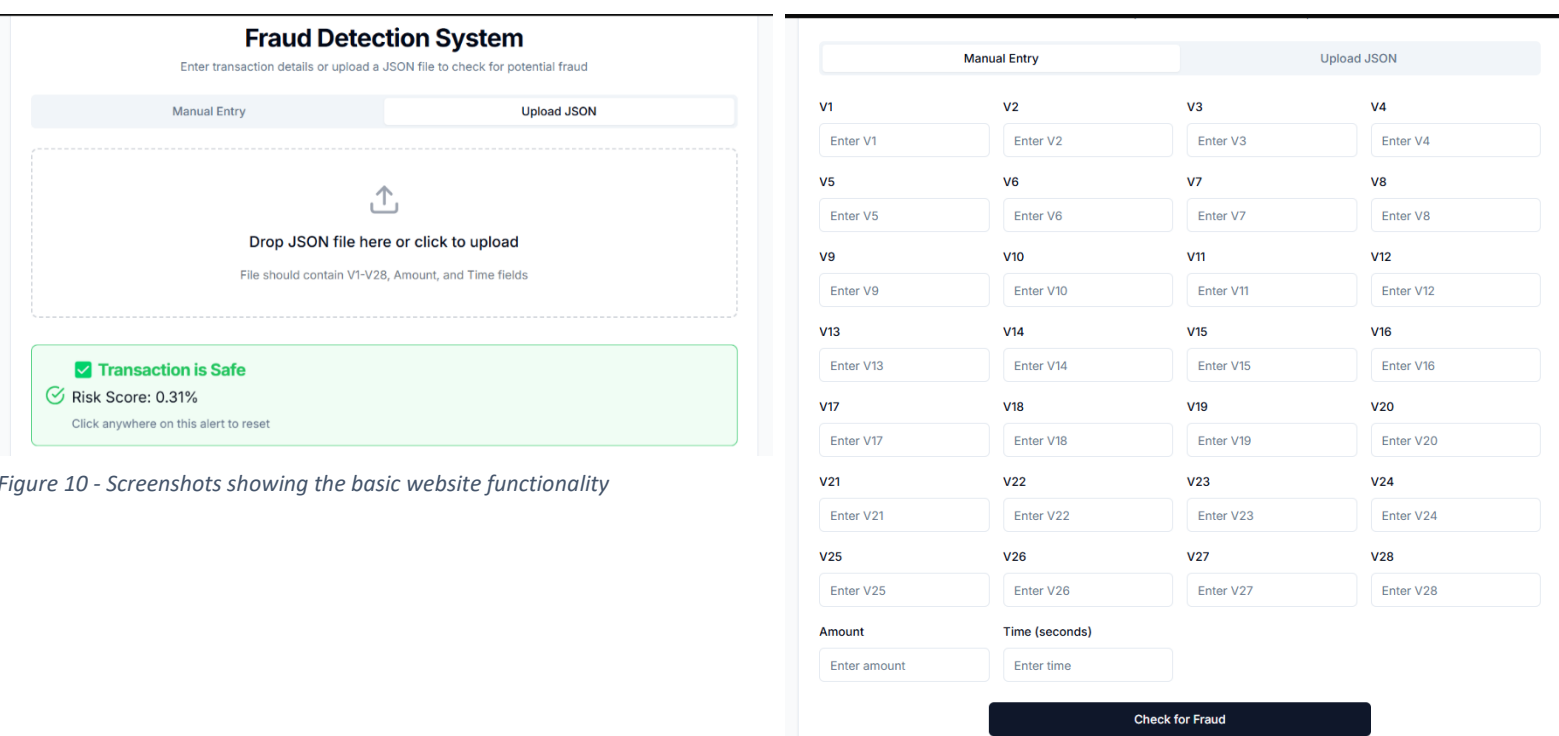 Fraud Detection System
Enter transaction details or upload a JSON file to check for potential fraud
Manual Entry Upload JSON
Drop JSON file here or click to upload
File should contain V1-V28, Amount, and Time fields
Transaction is Safe
Risk Score: 0.31%
Click anywhere on this alert to reset
Figure 10 - Screenshots showing the basic website functionality
Manual Entry Upload JSON
V1 V2 V3 V4
Enter V1 Enter V2 Enter V3 Enter V4
V5 V6 V7 V8
Enter V5 Enter V6 Enter V7 Enter V8
V9 V10 V11 V12
Enter V9 Enter V10 Enter V11 Enter V12
V13 V14 V15 V16
Enter V13 Enter V14 Enter V15 Enter V16
V17 V18 V19 V20
Enter V17 Enter V18 Enter V19 Enter V20
V21 V22 V23 V24
Enter V21 Enter V22 Enter V23 Enter V24
V25 V26 V27 V28
Enter V25 Enter V26 Enter V27 Enter V28
Amount Time (seconds)
Enter amount Enter time
Check for Fraud